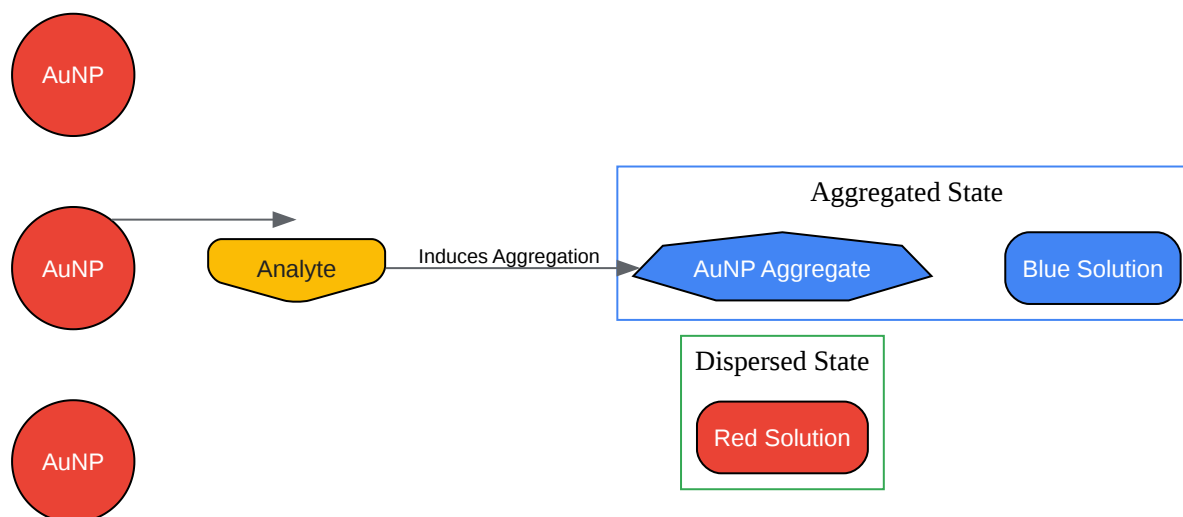 AuNP
Aggregated State
AuNP
Analyte
Induces Aggregation
AuNP Aggregate
Blue Solution
Dispersed State
Red Solution
AuNP